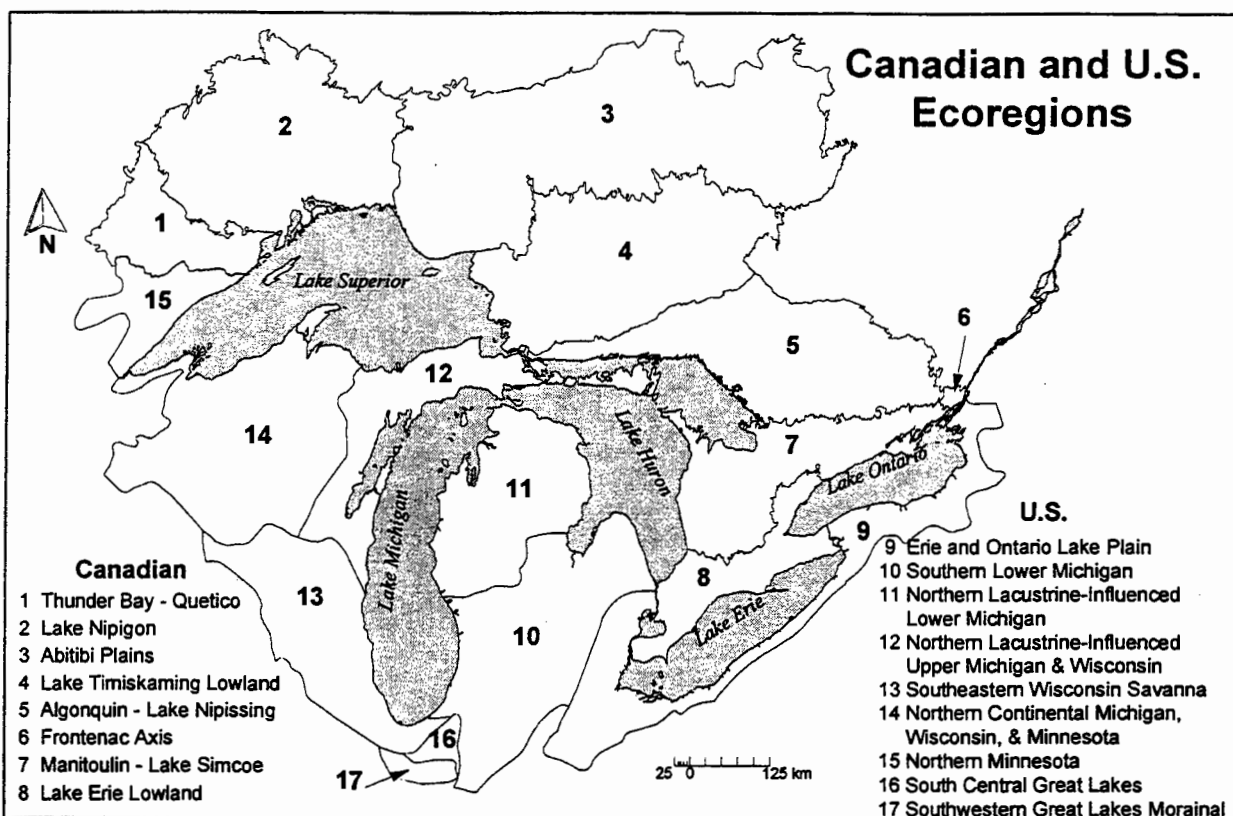 Canadian and U.S.
Ecoregions
2
3
1
N
4
15
Lake Superior
6
5
12
14
Lake Huron
7
Lake Ontario
11
Lake Michigan
9
8
13
Lake Erie
10
16
17
25 0 125 km
Canadian
1 Thunder Bay - Quetico
2 Lake Nipigon
3 Abitibi Plains
4 Lake Timiskaming Lowland
5 Algonquin - Lake Nipissing
6 Frontenac Axis
7 Manitoulin - Lake Simcoe
8 Lake Erie Lowland
U.S.
9 Erie and Ontario Lake Plain
10 Southern Lower Michigan
11 Northern Lacustrine-Influenced
Lower Michigan
12 Northern Lacustrine-Influenced
Upper Michigan & Wisconsin
13 Southeastern Wisconsin Savanna
14 Northern Continental Michigan,
Wisconsin, & Minnesota
15 Northern Minnesota
16 South Central Great Lakes
17 Southwestern Great Lakes Morainal